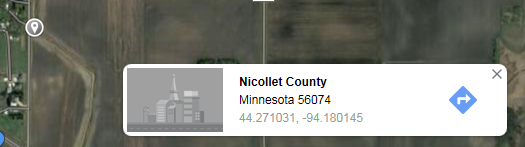 Nicollet County
Minnesota 56074
44.271031, -94.180145